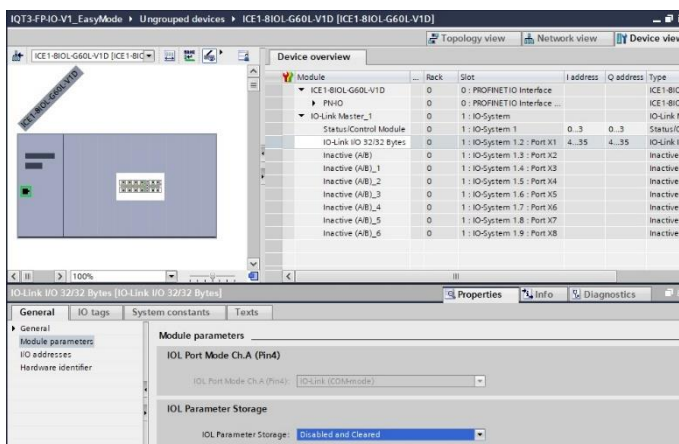 IQT3-FP-IO-V1_EasyMode ▸ Ungrouped devices ▸ ICE1-8IOL-G60L-V1D [ICE1-8IOL-G60L-V1D]
Topology view Network view Device view
ICE1-8IOL-G60L-V1D [ICE1-8IO
ICE1-8IOL-G60L-V1D
Device overview
Module ... Rack Slot I address Q address Type
ICE1-8IOL-G60L-V1D 0 0 : PROFINET IO Interface ICE1-8IO
PN-IO 0 0 : PROFINET IO Interface ... ICE1-8IO
IO-Link Master_1 0 1 : IO-System IO-Link
Status/Control Module 0 1 : IO-System 1 0...3 0...3 Status/C
IO-Link I/O 32/32 Bytes 0 1 : IO-System 1.2 : Port X1 4...35 4...35 IO-Link I
Inactive (A/B) 0 1 : IO-System 1.3 : Port X2 Inactive
Inactive (A/B)_1 0 1 : IO-System 1.4 : Port X3 Inactive
Inactive (A/B)_2 0 1 : IO-System 1.5 : Port X4 Inactive
Inactive (A/B)_3 0 1 : IO-System 1.6 : Port X5 Inactive
Inactive (A/B)_4 0 1 : IO-System 1.7 : Port X6 Inactive
Inactive (A/B)_5 0 1 : IO-System 1.8 : Port X7 Inactive
Inactive (A/B)_6 0 1 : IO-System 1.9 : Port X8 Inactive
100%
IO-Link I/O 32/32 Bytes [IO-Link I/O 32/32 Bytes]
Properties Info Diagnostics
General IO tags System constants Texts
General
Module parameters
I/O addresses
Hardware identifier
Module parameters
IOL Port Mode Ch.A (Pin4)
IOL Port Mode Ch.A (Pin4): IO-Link (COM-mode)
IOL Parameter Storage
IOL Parameter Storage: Disabled and Cleared